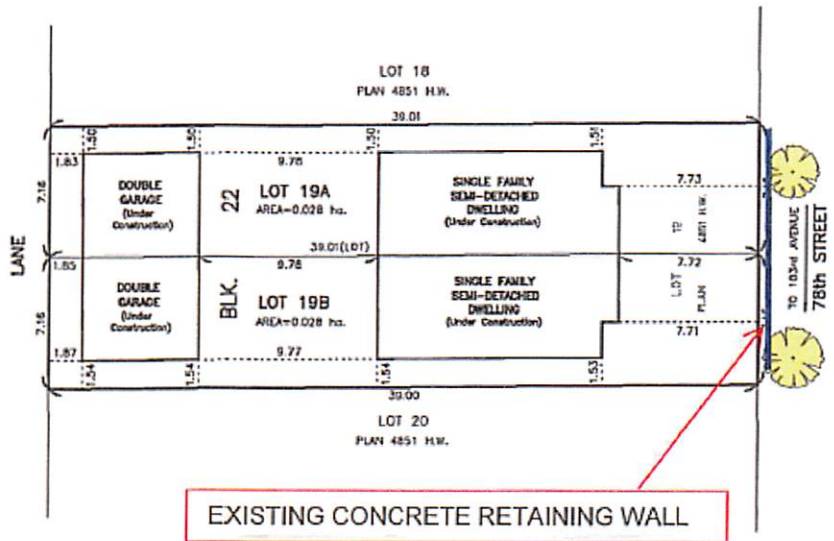 LOT 18
PLAN 4851 H.W.
39.01
1.50
1.50
1.50
1.51
1.83
9.78
7.73
7.16
DOUBLE
GARAGE
(Under
Construction)
22
LOT 19A
AREA=0.028 ha.
SINGLE FAMILY
SEMI-DETACHED
DWELLING
(Under Construction)
19
4851 H.W.
39.01(LOT)
LANE
1.85
9.78
7.72
7.16
DOUBLE
GARAGE
(Under
Construction)
BLK.
LOT 19B
AREA=0.028 ha.
SINGLE FAMILY
SEMI-DETACHED
DWELLING
(Under Construction)
LOT
PLAN
TO 103rd AVENUE
78th STREET
1.87
9.77
7.71
1.54
1.54
1.54
1.53
39.00
LOT 20
PLAN 4851 H.W.
EXISTING CONCRETE RETAINING WALL